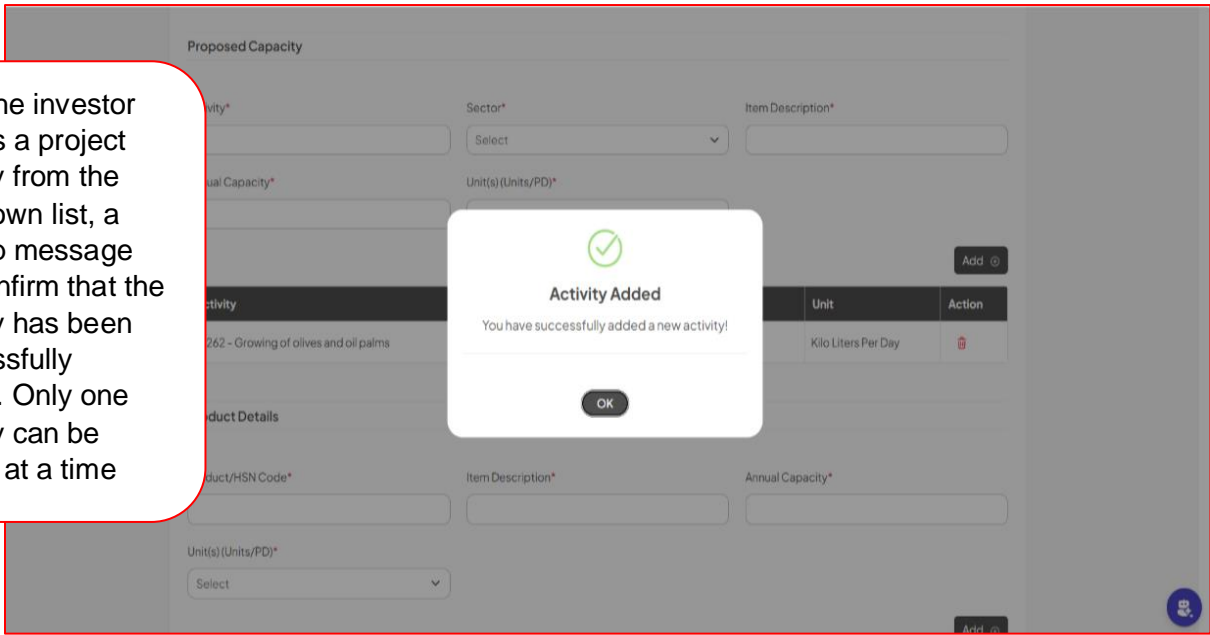 Proposed Capacity
ne investor
s a project
y from the
own list, a
o message
nfirm that the
y has been
ssfully
. Only one
y can be
at a time
vity*
Sector*
Item Description*
Select
ual Capacity*
Unit(s)(Units/PD)*
Add
ctivity
Unit
Action
262 - Growing of olives and oil palms
Kilo Liters Per Day
Activity Added
You have successfully added a new activity!
OK
duct Details
duct/HSN Code*
Item Description*
Annual Capacity*
Unit(s)(Units/PD)*
Select
Add